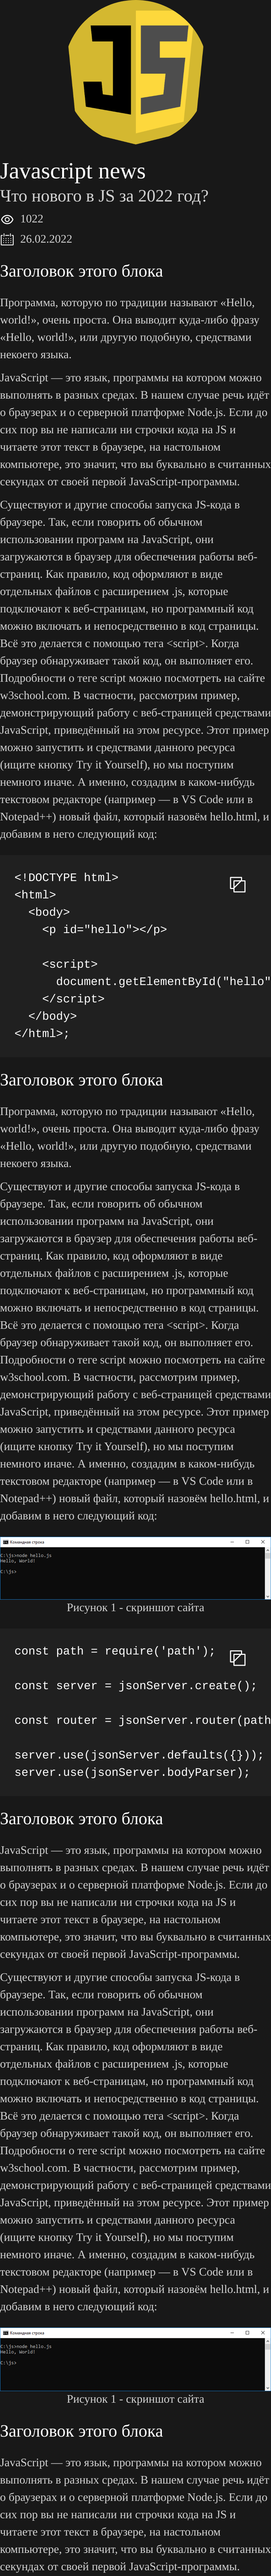 JS
Javascript news
Что нового в JS за 2022 год?
1022
26.02.2022
Заголовок этого блока
Программа, которую по традиции называют «Hello,
world!», очень проста. Она выводит куда-либо фразу
«Hello, world!», или другую подобную, средствами
некоего языка.
JavaScript — это язык, программы на котором можно
выполнять в разных средах. В нашем случае речь идёт
о браузерах и о серверной платформе Node.js. Если до
сих пор вы не написали ни строчки кода на JS и
читаете этот текст в браузере, на настольном
компьютере, это значит, что вы буквально в считанных
секундах от своей первой JavaScript-программы.
Существуют и другие способы запуска JS-кода в
браузере. Так, если говорить об обычном
использовании программ на JavaScript, они
загружаются в браузер для обеспечения работы веб-
страниц. Как правило, код оформляют в виде
отдельных файлов с расширением .js, которые
подключают к веб-страницам, но программный код
можно включать и непосредственно в код страницы.
Всё это делается с помощью тега <script>. Когда
браузер обнаруживает такой код, он выполняет его.
Подробности о теге script можно посмотреть на сайте
w3school.com. В частности, рассмотрим пример,
демонстрирующий работу с веб-страницей средствами
JavaScript, приведённый на этом ресурсе. Этот пример
можно запустить и средствами данного ресурса
(ищите кнопку Try it Yourself), но мы поступим
немного иначе. А именно, создадим в каком-нибудь
текстовом редакторе (например — в VS Code или в
Notepad++) новый файл, который назовём hello.html, и
добавим в него следующий код:
<!DOCTYPE html>
<html>
<body>
<p id="hello"></p>
<script>
document.getElementById("hello"
</script>
</body>
</html>;
Заголовок этого блока
Программа, которую по традиции называют «Hello,
world!», очень проста. Она выводит куда-либо фразу
«Hello, world!», или другую подобную, средствами
некоего языка.
Существуют и другие способы запуска JS-кода в
браузере. Так, если говорить об обычном
использовании программ на JavaScript, они
загружаются в браузер для обеспечения работы веб-
страниц. Как правило, код оформляют в виде
отдельных файлов с расширением .js, которые
подключают к веб-страницам, но программный код
можно включать и непосредственно в код страницы.
Всё это делается с помощью тега <script>. Когда
браузер обнаруживает такой код, он выполняет его.
Подробности о теге script можно посмотреть на сайте
w3school.com. В частности, рассмотрим пример,
демонстрирующий работу с веб-страницей средствами
JavaScript, приведённый на этом ресурсе. Этот пример
можно запустить и средствами данного ресурса
(ищите кнопку Try it Yourself), но мы поступим
немного иначе. А именно, создадим в каком-нибудь
текстовом редакторе (например — в VS Code или в
Notepad++) новый файл, который назовём hello.html, и
добавим в него следующий код:
Командная строка
C:\js>node hello.js
Hello, World!
C:\js>
Рисунок 1 - скриншот сайта
const path = require('path');
const server = jsonServer.create();
const router = jsonServer.router(path
server.use(jsonServer.defaults({}));
server.use(jsonServer.bodyParser);
Заголовок этого блока
JavaScript — это язык, программы на котором можно
выполнять в разных средах. В нашем случае речь идёт
о браузерах и о серверной платформе Node.js. Если до
сих пор вы не написали ни строчки кода на JS и
читаете этот текст в браузере, на настольном
компьютере, это значит, что вы буквально в считанных
секундах от своей первой JavaScript-программы.
Существуют и другие способы запуска JS-кода в
браузере. Так, если говорить об обычном
использовании программ на JavaScript, они
загружаются в браузер для обеспечения работы веб-
страниц. Как правило, код оформляют в виде
отдельных файлов с расширением .js, которые
подключают к веб-страницам, но программный код
можно включать и непосредственно в код страницы.
Всё это делается с помощью тега <script>. Когда
браузер обнаруживает такой код, он выполняет его.
Подробности о теге script можно посмотреть на сайте
w3school.com. В частности, рассмотрим пример,
демонстрирующий работу с веб-страницей средствами
JavaScript, приведённый на этом ресурсе. Этот пример
можно запустить и средствами данного ресурса
(ищите кнопку Try it Yourself), но мы поступим
немного иначе. А именно, создадим в каком-нибудь
текстовом редакторе (например — в VS Code или в
Notepad++) новый файл, который назовём hello.html, и
добавим в него следующий код:
Командная строка
C:\js>node hello.js
Hello, World!
C:\js>
Рисунок 1 - скриншот сайта
Заголовок этого блока
JavaScript — это язык, программы на котором можно
выполнять в разных средах. В нашем случае речь идёт
о браузерах и о серверной платформе Node.js. Если до
сих пор вы не написали ни строчки кода на JS и
читаете этот текст в браузере, на настольном
компьютере, это значит, что вы буквально в считанных
секундах от своей первой JavaScript-программы.